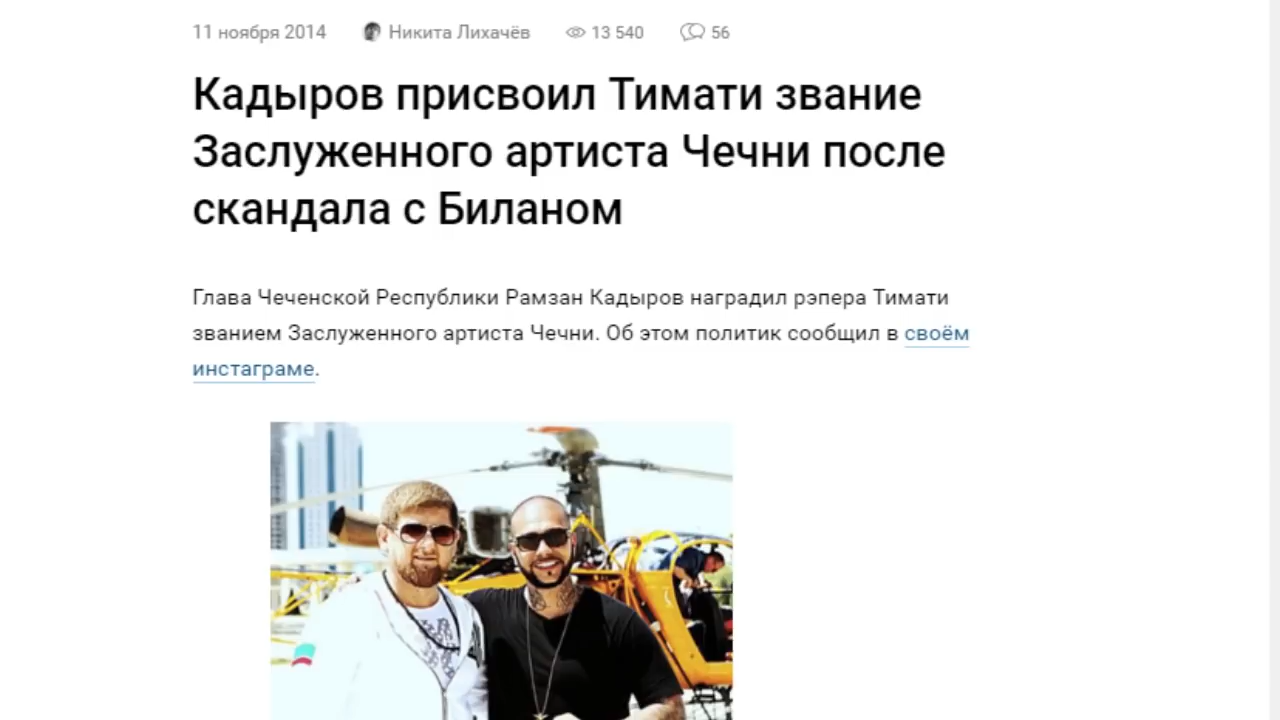 11 ноября 2014 Никита Лихачёв 13 540 56
Кадыров присвоил Тимати звание
Заслуженного артиста Чечни после
скандала с Биланом
Глава Чеченской Республики Рамзан Кадыров наградил рэпера Тимати
званием Заслуженного артиста Чечни. Об этом политик сообщил в своём
инстаграме.